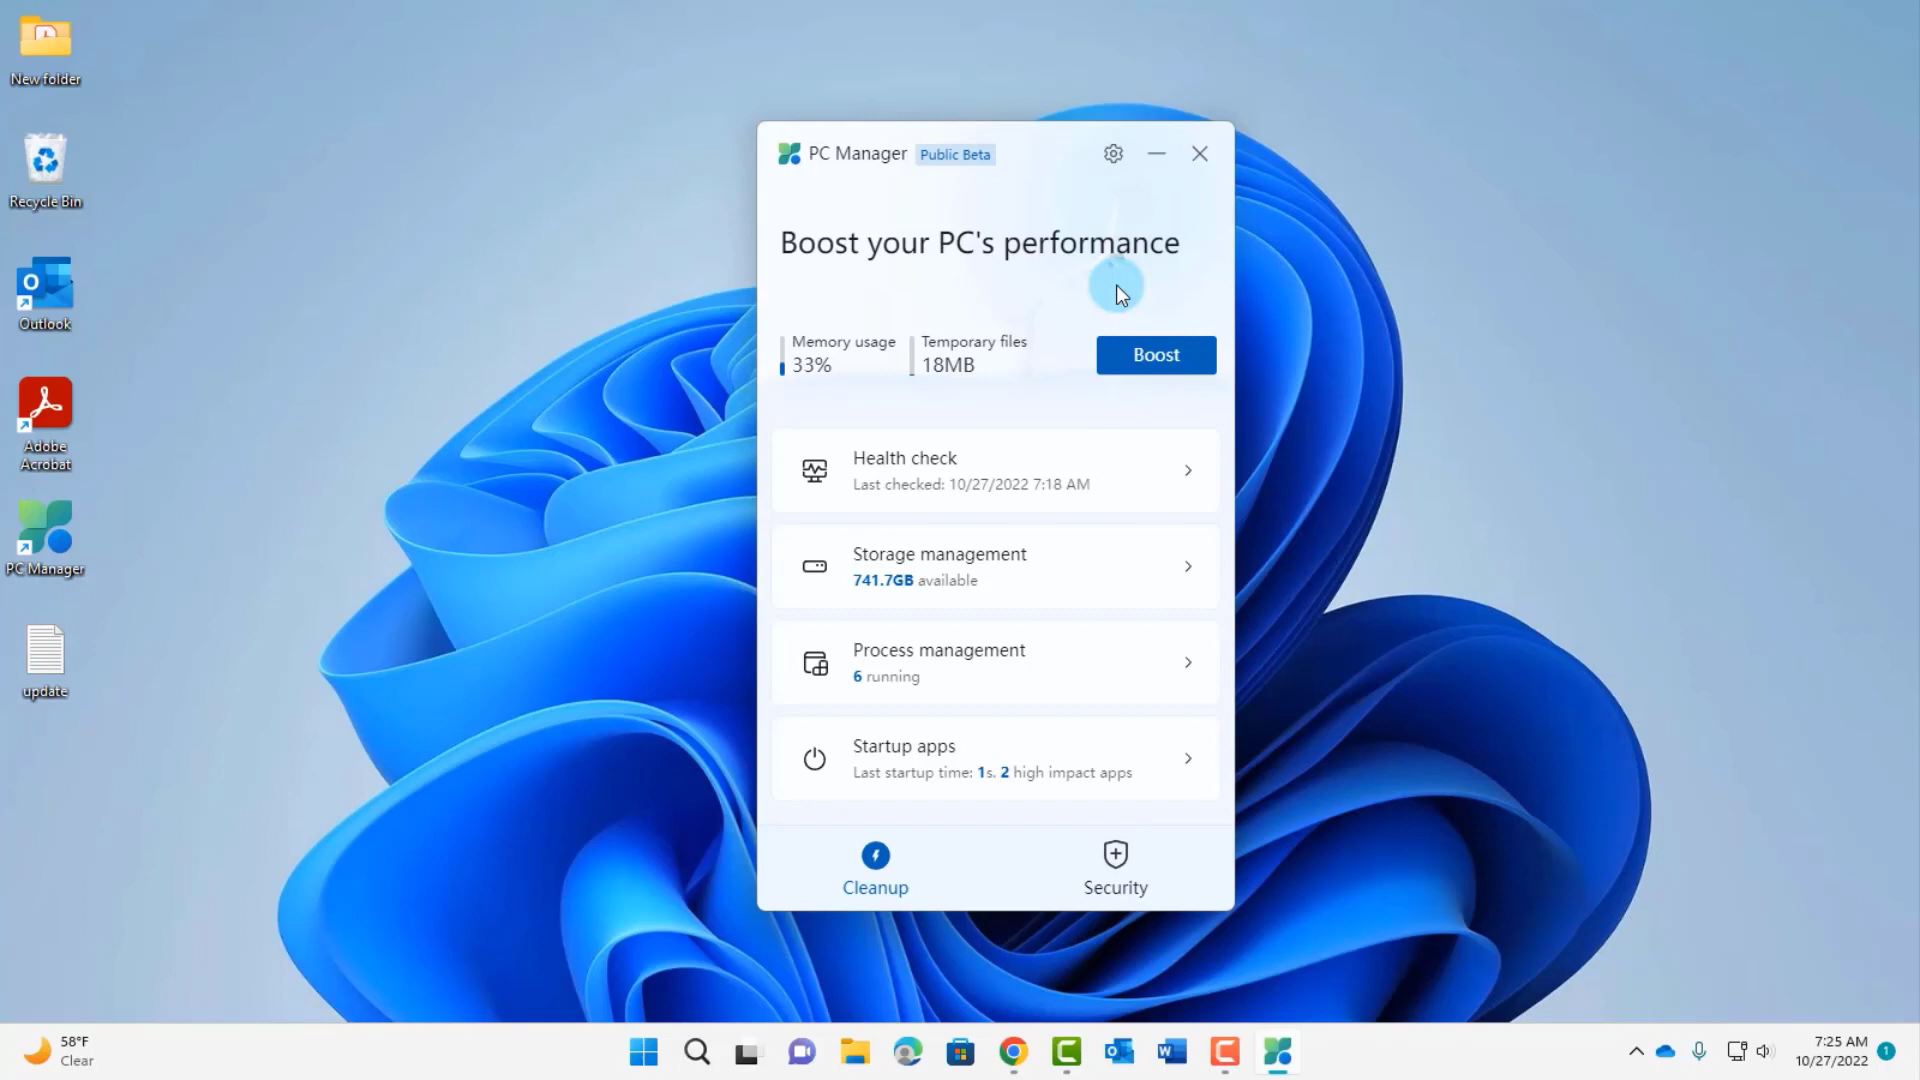 New folder
Recycle Bin
Outlook
Adobe
Acrobat
PC Manager
update
PC Manager Public Beta
Boost your PC's performance
Memory usage
33%
Temporary files
18MB
Boost
Health check
Last checked: 10/27/2022 7:18 AM
Storage management
741.7GB available
Process management
6 running
Startup apps
Last startup time: 1s. 2 high impact apps
Cleanup
Security
58°F
Clear
7:25 AM
10/27/2022
1